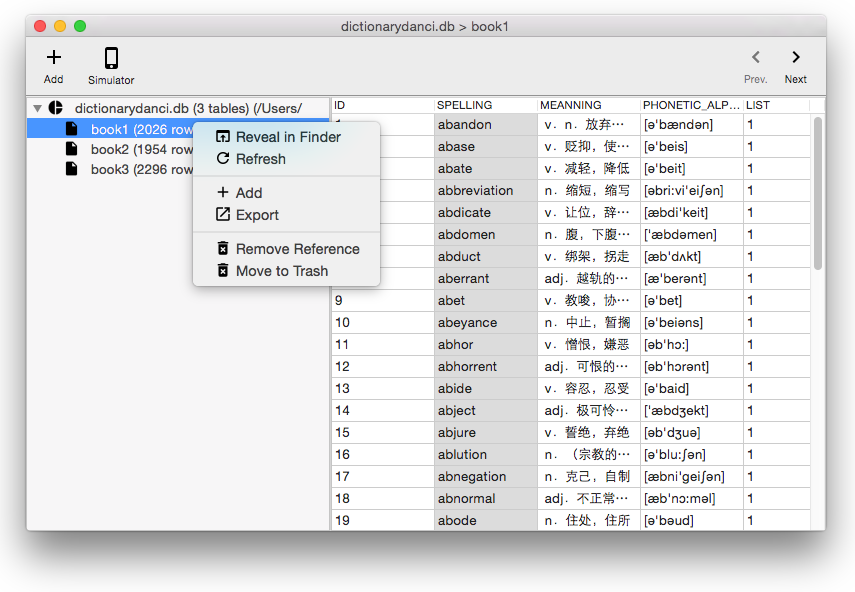 dictionarydanci.db > book1
Add Simulator Prev. Next
dictionarydanci.db (3 tables) (/Users/
book1 (2026 row
book2 (1954 row
book3 (2296 row
Reveal in Finder
Refresh
Add
Export
Remove Reference
Move to Trash
ID SPELLING MEANNING PHONETIC_ALP… LIST
abandon v．n．放弃… [ə'bændən] 1
abase v．贬抑，使… [ə'beis] 1
abate v．减轻，降低 [ə'beit] 1
abbreviation n．缩短，缩写 [əbri:vi'eiʃən] 1
abdicate v．让位，辞… [æbdi'keit] 1
abdomen n．腹，下腹… ['æbdəmen] 1
abduct v．绑架，拐走 [æb'dʌkt] 1
aberrant adj．越轨的… [æ'berənt] 1
9 abet v．教唆，协… [ə'bet] 1
10 abeyance n．中止，暂搁 [ə'beiəns] 1
11 abhor v．憎恨，嫌恶 [əb'hɔ:] 1
12 abhorrent adj．可恨的… [əb'hɔrənt] 1
13 abide v．容忍，忍受 [ə'baid] 1
14 abject adj．极可怜… ['æbdʒekt] 1
15 abjure v．誓绝，弃绝 [əb'dʒuə] 1
16 ablution n．（宗教的… [ə'blu:ʃən] 1
17 abnegation n．克己，自制 [æbni'geiʃən] 1
18 abnormal adj．不正常… [æb'nɔ:məl] 1
19 abode n．住处，住所 [ə'bəud] 1